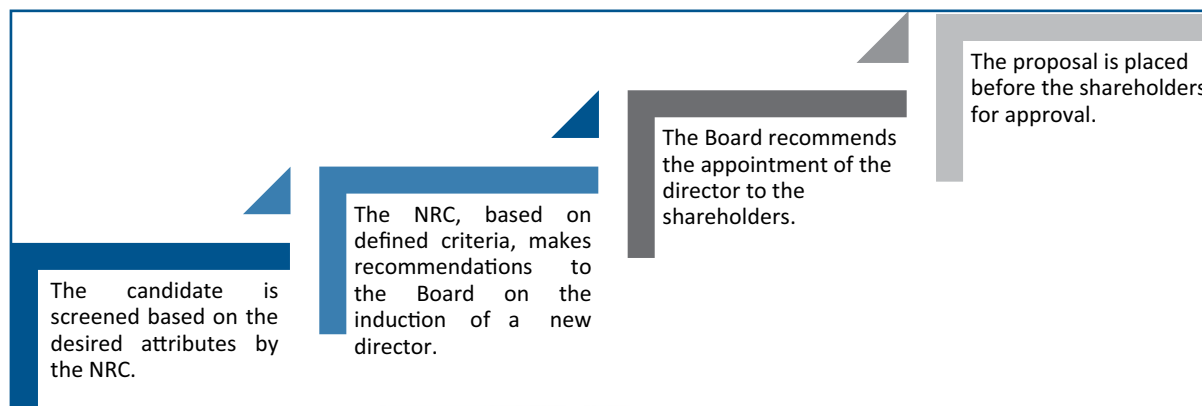 The candidate is
screened based on the
desired attributes by
the NRC.
The NRC, based on
defined criteria, makes
recommendations to
the Board on the
induction of a new
director.
The Board recommends
the appointment of the
director to the
shareholders.
The proposal is placed
before the shareholders
for approval.